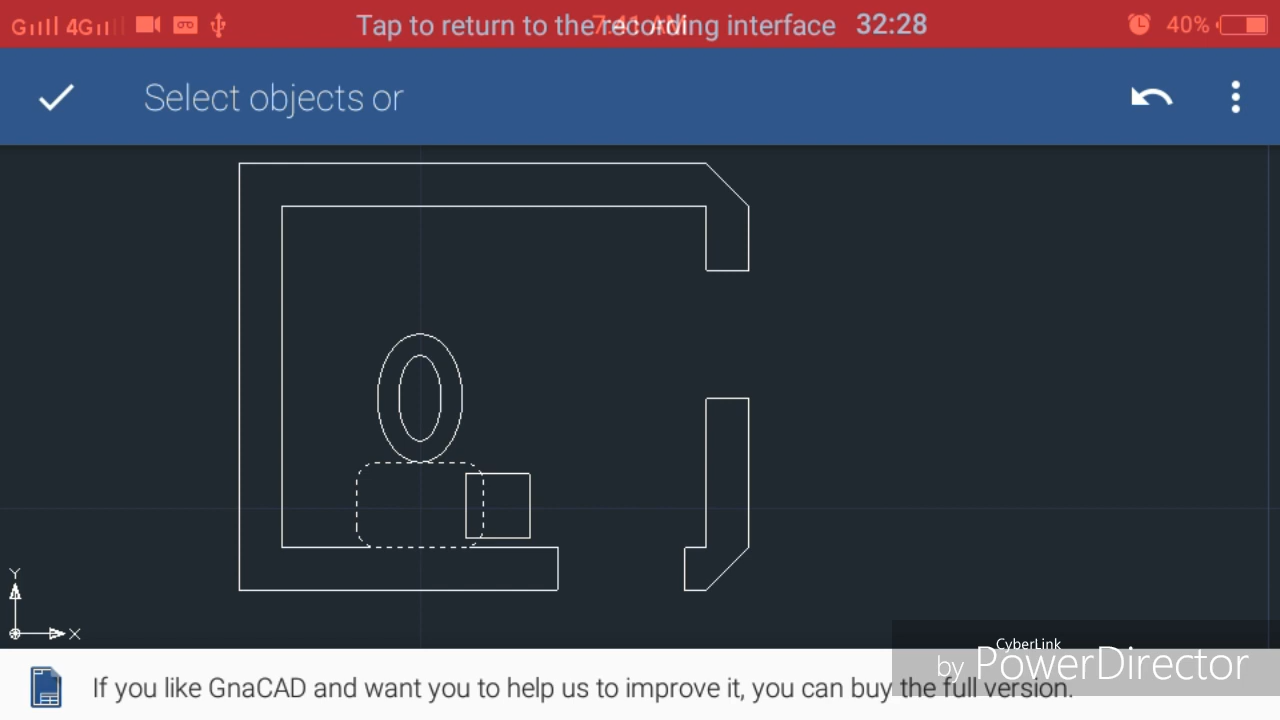 G 4G Tap to return to the recording interface 32:28 40%
Select objects or
Y
X
CyberLink
by PowerDirector
If you like GnaCAD and want you to help us to improve it, you can buy the full version.